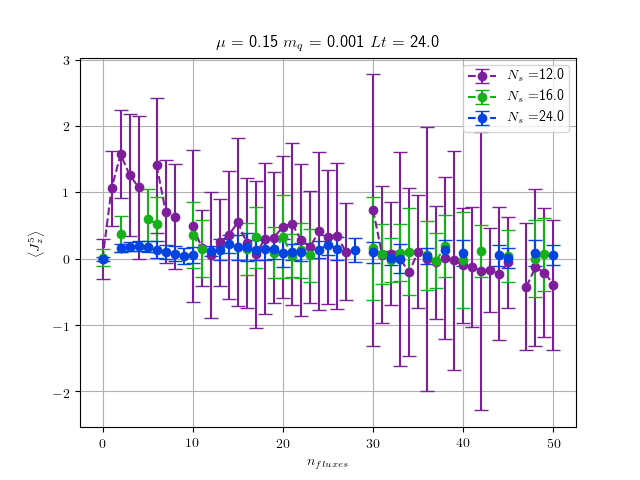 μ = 0.15 m_q = 0.001 Lt = 24.0
⟨J_z^5⟩
3
2
1
0
−1
−2
N_s =12.0
N_s =16.0
N_s =24.0
0 10 20 30 40 50
n_fluxes